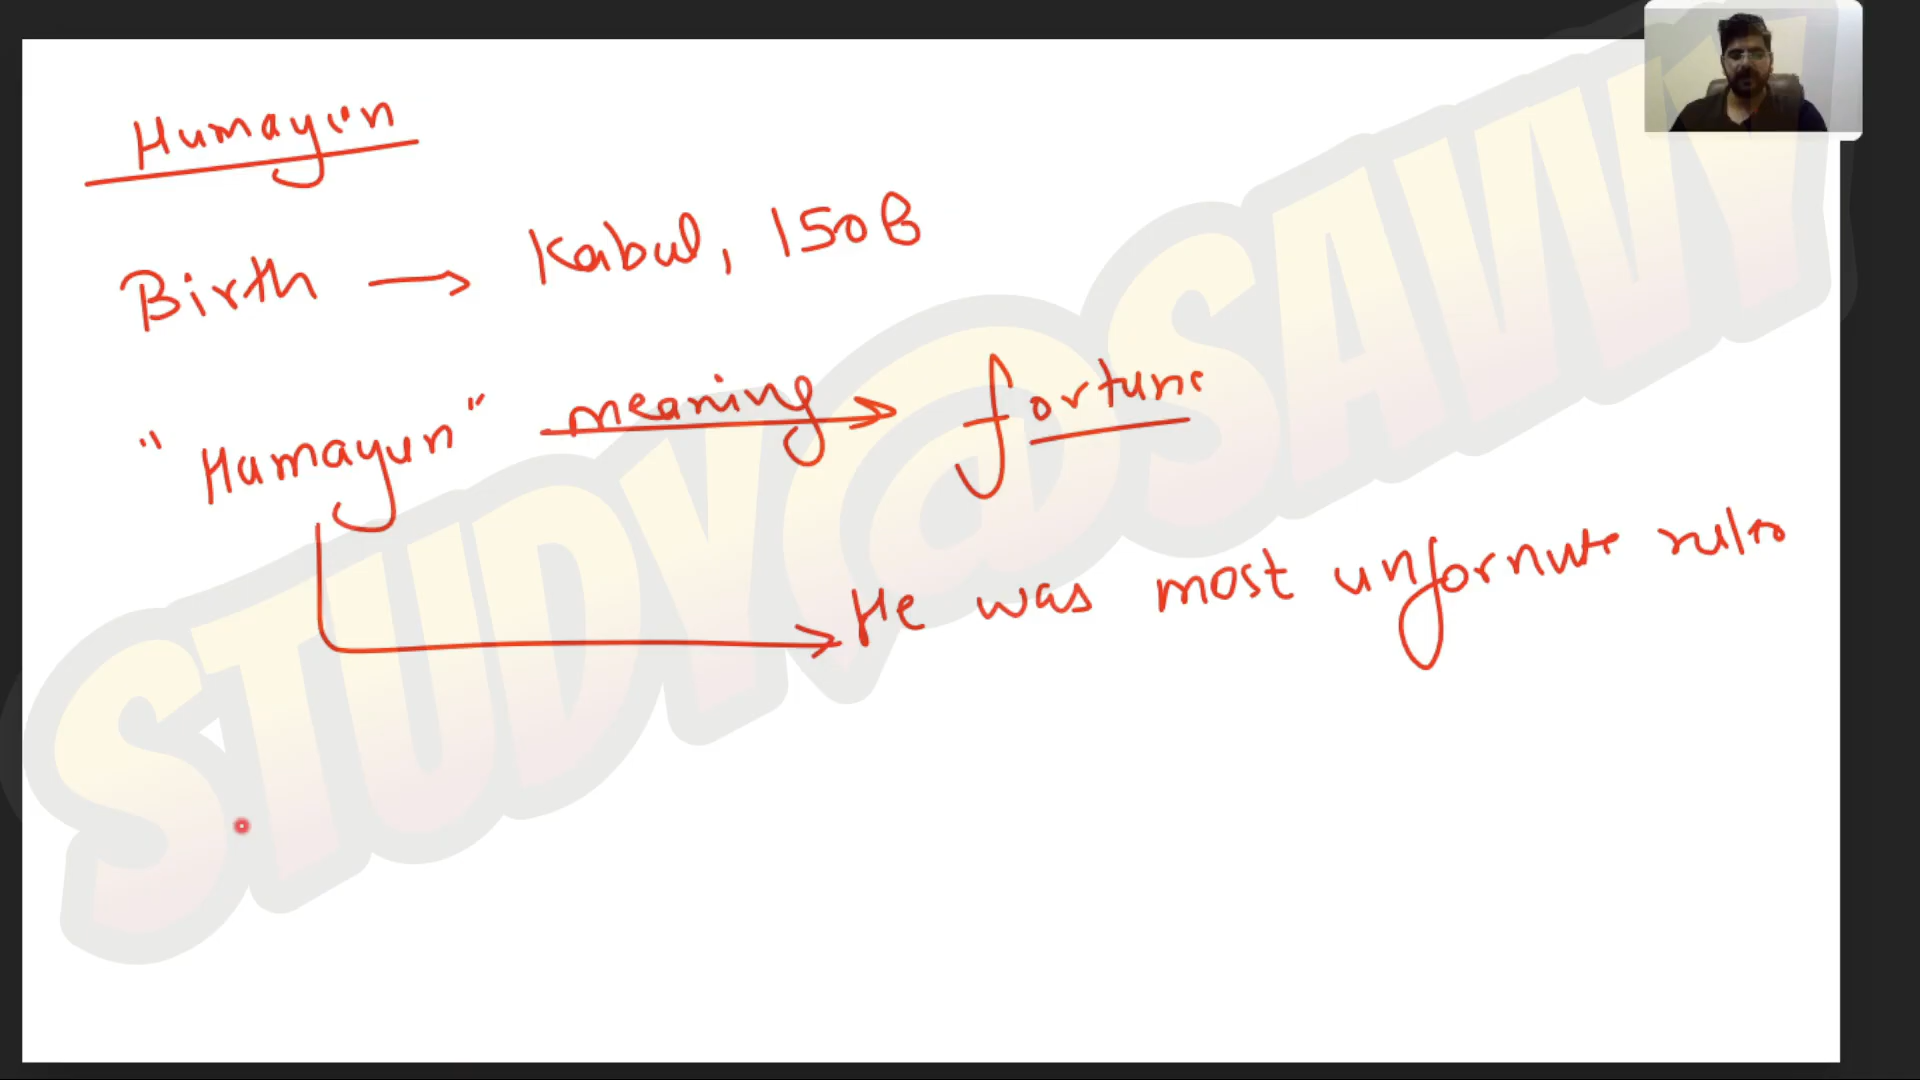 Humayun
Birth → Kabul, 1508
"Humayun" meaning → fortune
He was most unfornute ruler
STUDY@SAVVY